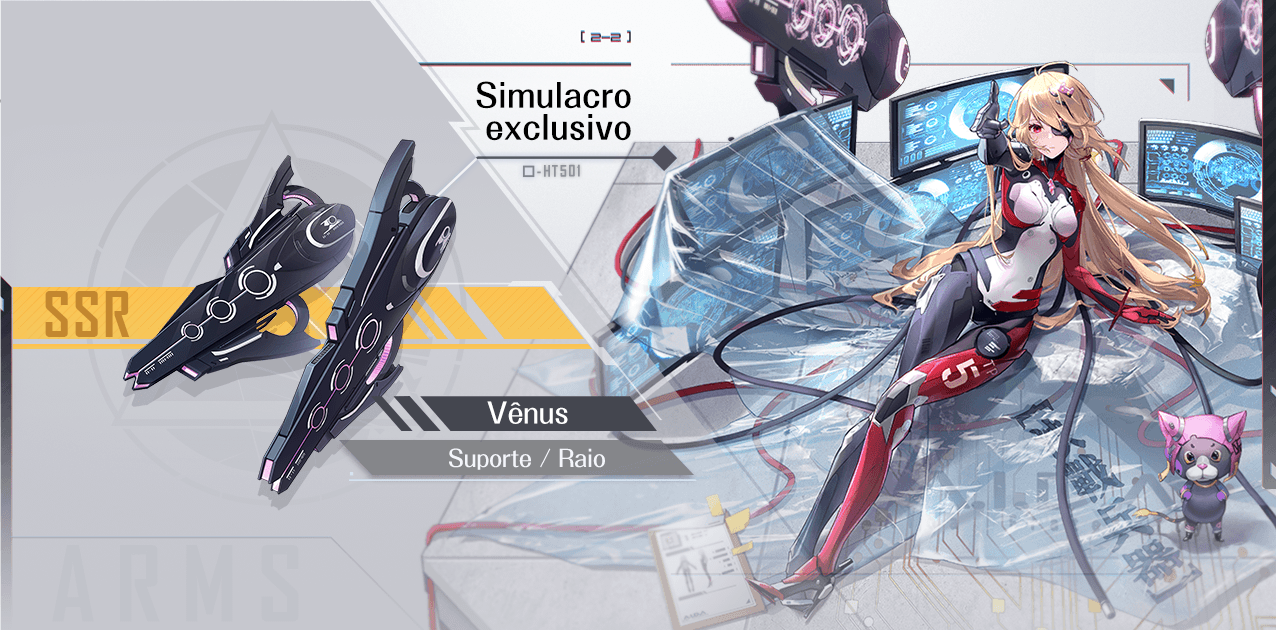 [ 2-2 ]
Simulacro
exclusivo
-HT501
SSR
Vênus
Suporte / Raio
ARMS
5